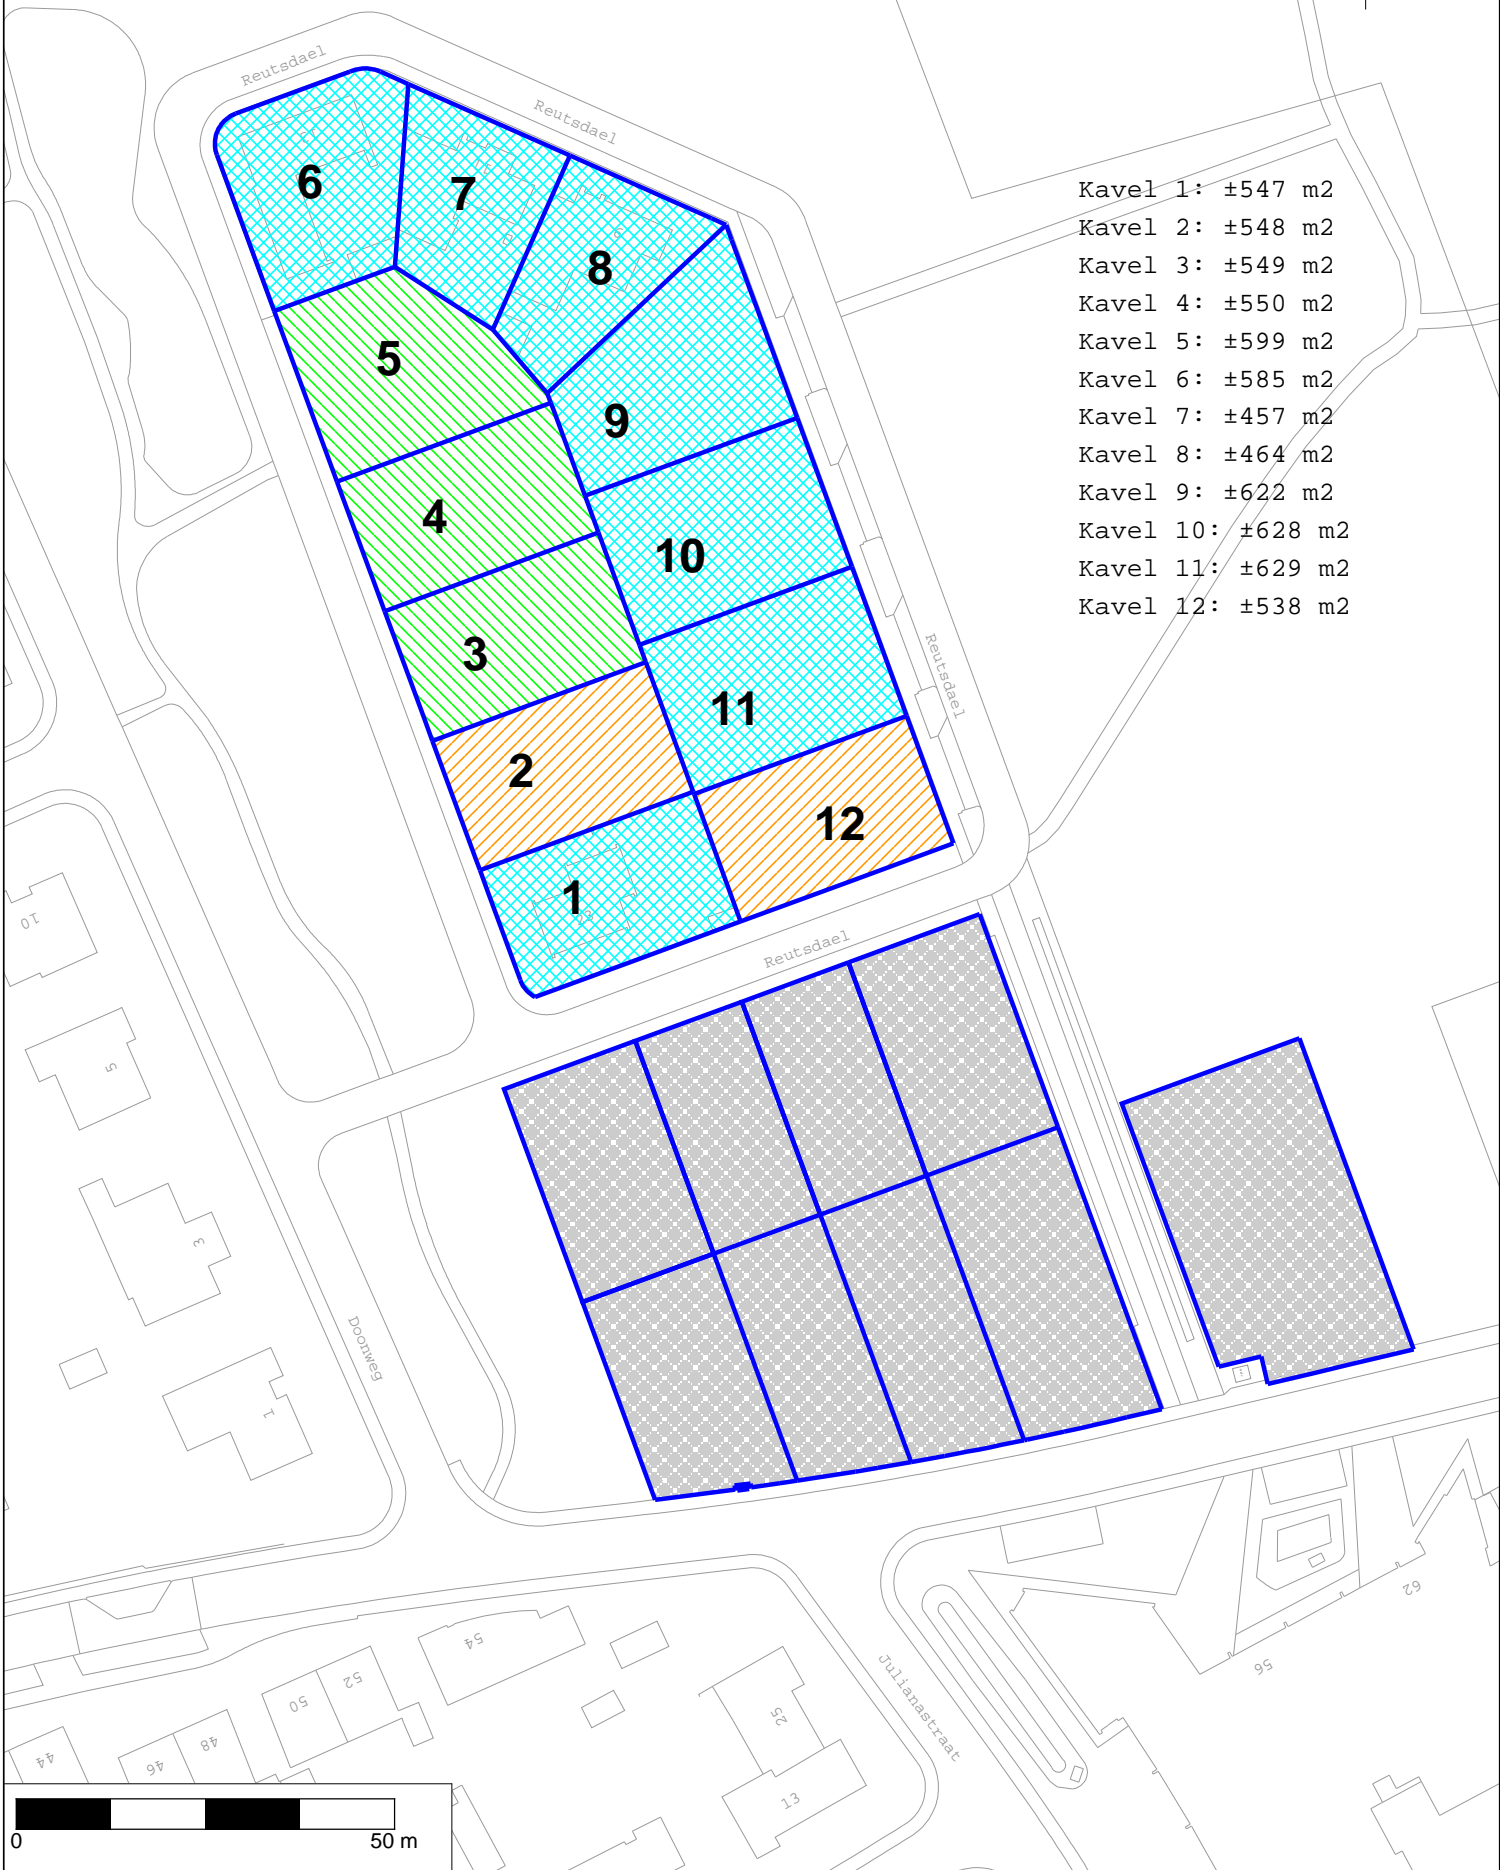 Reutsdael
Reutsdael
6
7
8
5
9
4
10
3
11
2
12
1
Reutsdael
Reutsdael
Kavel 1: ±547 m2
Kavel 2: ±548 m2
Kavel 3: ±549 m2
Kavel 4: ±550 m2
Kavel 5: ±599 m2
Kavel 6: ±585 m2
Kavel 7: ±457 m2
Kavel 8: ±464 m2
Kavel 9: ±622 m2
Kavel 10: ±628 m2
Kavel 11: ±629 m2
Kavel 12: ±538 m2
10
5
3
1
Doonweg
Julianastraat
62
56
54
52
50
48
46
44
25
13
0
50 m